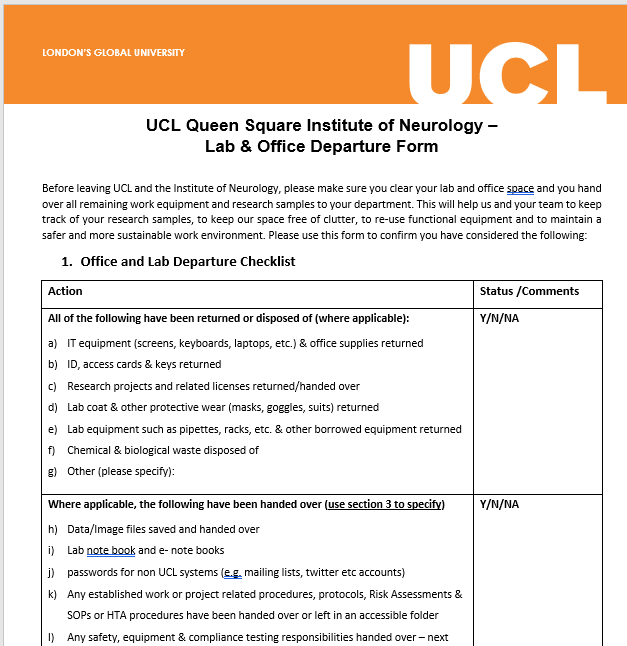 LONDON'S GLOBAL UNIVERSITY
UCL
UCL Queen Square Institute of Neurology –
Lab & Office Departure Form
Before leaving UCL and the Institute of Neurology, please make sure you clear your lab and office space and you hand
over all remaining work equipment and research samples to your department. This will help us and your team to keep
track of your research samples, to keep our space free of clutter, to re-use functional equipment and to maintain a
safer and more sustainable work environment. Please use this form to confirm you have considered the following:
1. Office and Lab Departure Checklist
Action
Status /Comments
All of the following have been returned or disposed of (where applicable):
Y/N/NA
a) IT equipment (screens, keyboards, laptops, etc.) & office supplies returned
b) ID, access cards & keys returned
c) Research projects and related licenses returned/handed over
d) Lab coat & other protective wear (masks, goggles, suits) returned
e) Lab equipment such as pipettes, racks, etc. & other borrowed equipment returned
f) Chemical & biological waste disposed of
g) Other (please specify):
Where applicable, the following have been handed over (use section 3 to specify)
Y/N/NA
h) Data/Image files saved and handed over
i) Lab note book and e- note books
j) passwords for non UCL systems (e.g. mailing lists, twitter etc accounts)
k) Any established work or project related procedures, protocols, Risk Assessments &
SOPs or HTA procedures have been handed over or left in an accessible folder
l) Any safety, equipment & compliance testing responsibilities handed over – next